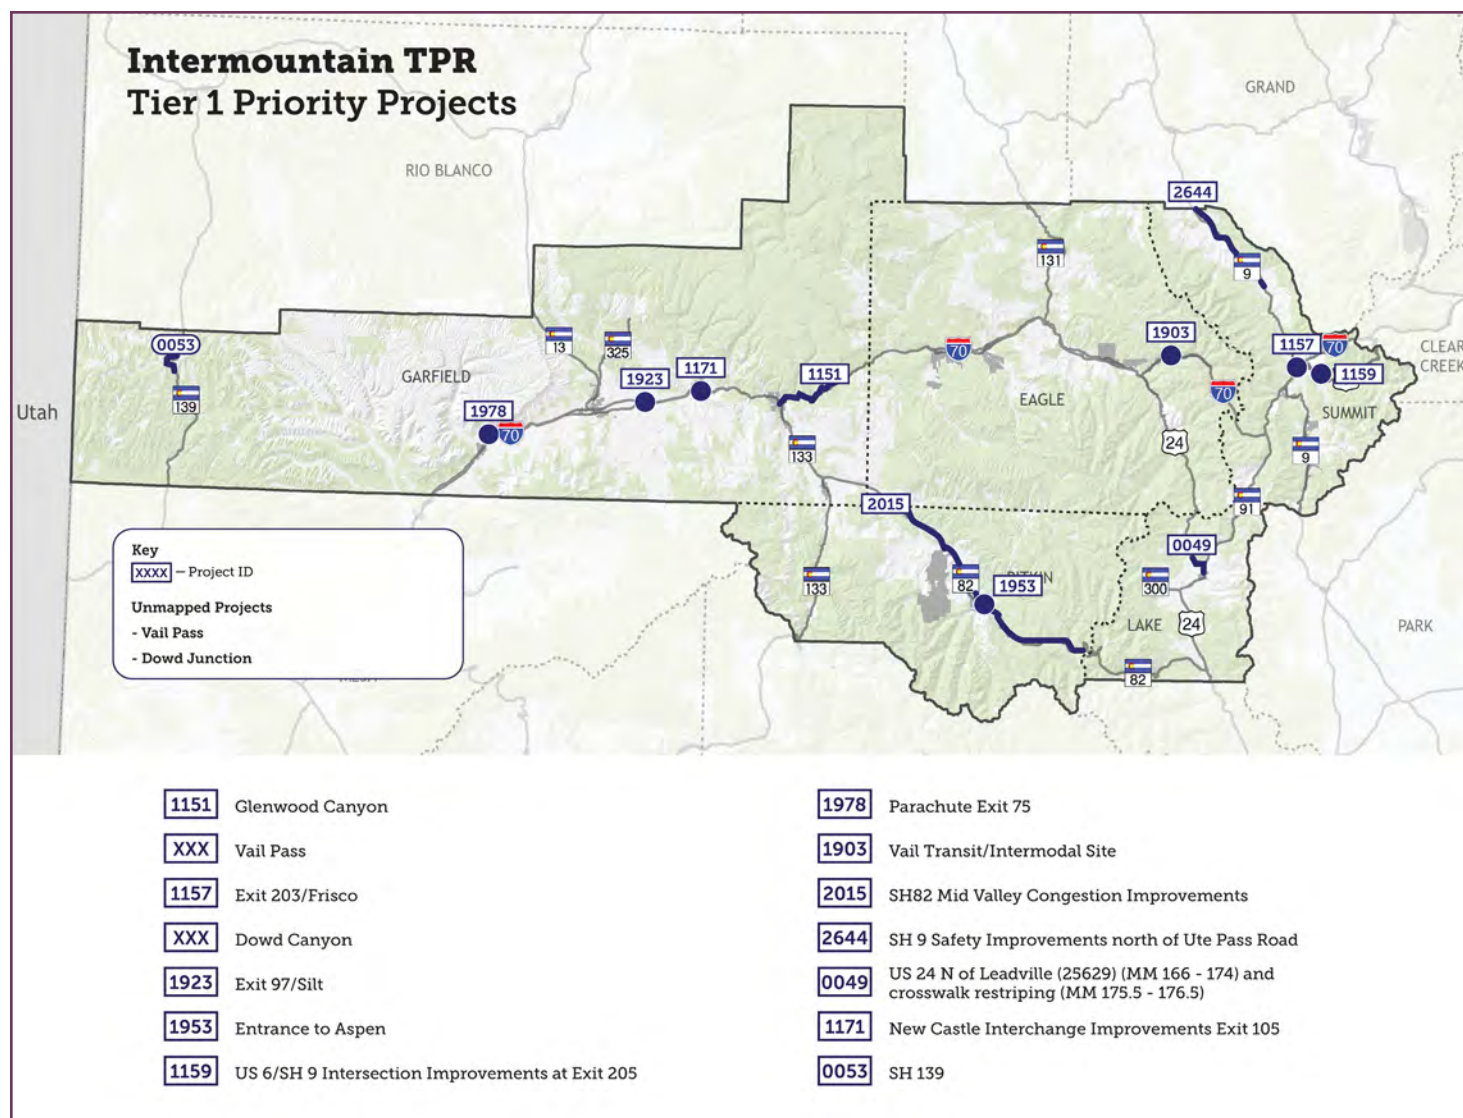 Intermountain TPR
Tier 1 Priority Projects
GRAND
RIO BLANCO
2644
131
9
0053
13
325
1903
1157
70
CLEAR
CREEK
70
1171
1151
1159
GARFIELD
1923
139
70
EAGLE
SUMMIT
Utah
1978
70
133
24
9
2015
91
0049
Key
XXXX – Project ID
Unmapped Projects
- Vail Pass
- Dowd Junction
133
82
PITKIN
1953
300
LAKE
24
PARK
82
1151 Glenwood Canyon
XXX Vail Pass
1157 Exit 203/Frisco
XXX Dowd Canyon
1923 Exit 97/Silt
1953 Entrance to Aspen
1159 US 6/SH 9 Intersection Improvements at Exit 205
1978 Parachute Exit 75
1903 Vail Transit/Intermodal Site
2015 SH82 Mid Valley Congestion Improvements
2644 SH 9 Safety Improvements north of Ute Pass Road
0049 US 24 N of Leadville (25629) (MM 166 - 174) and
crosswalk restriping (MM 175.5 - 176.5)
1171 New Castle Interchange Improvements Exit 105
0053 SH 139